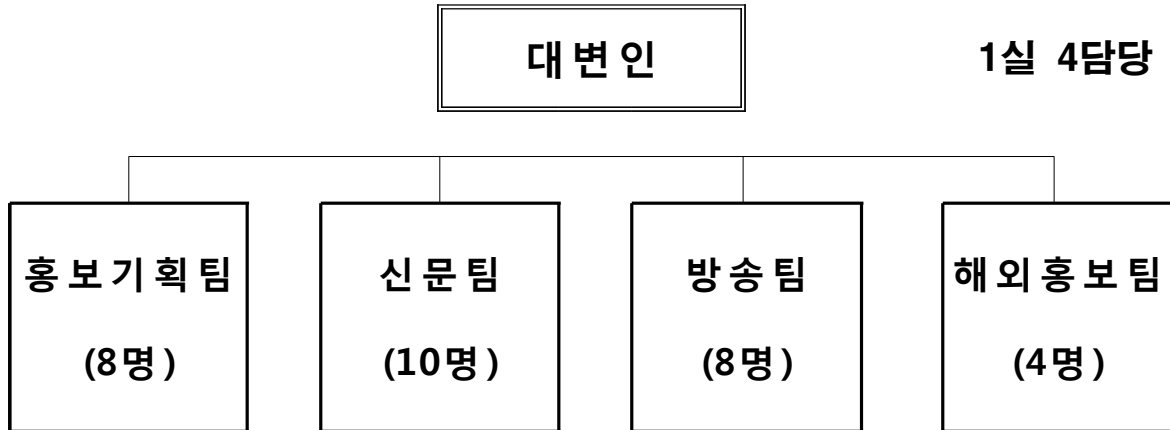 대변인
1실 4담당
홍보기획팀
(8명)
신문팀
(10명)
방송팀
(8명)
해외홍보팀
(4명)